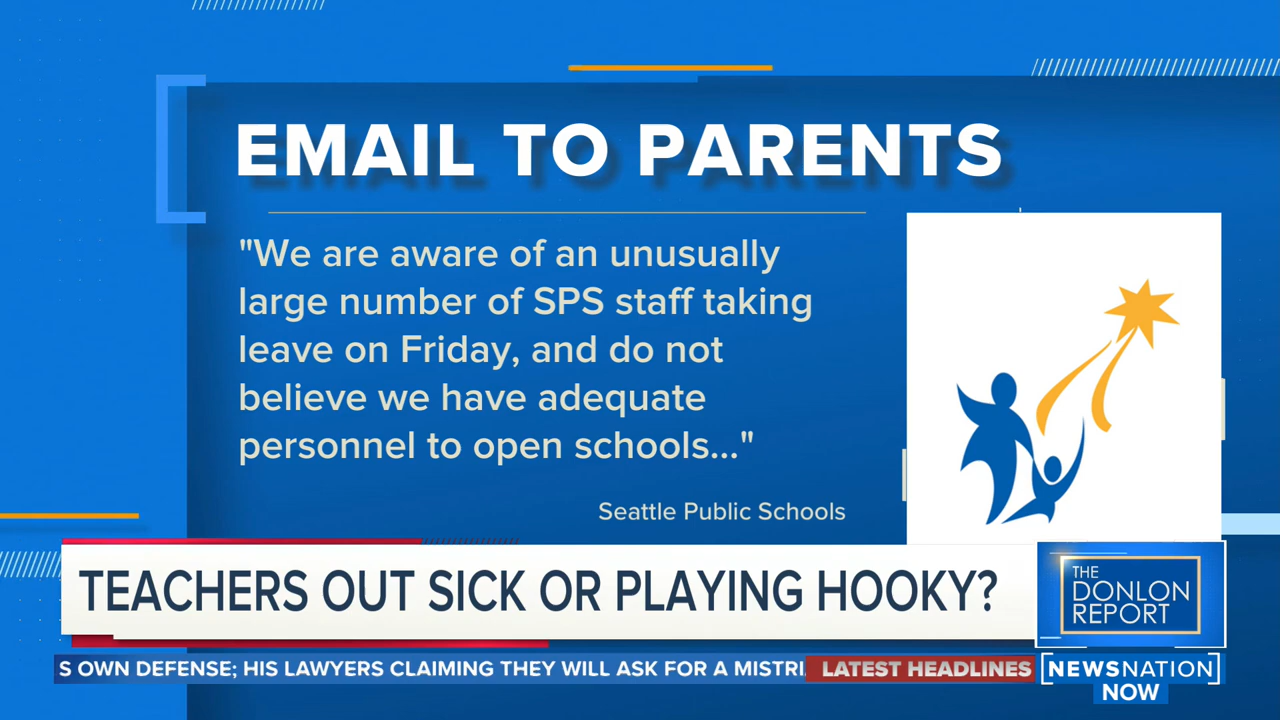 EMAIL TO PARENTS
"We are aware of an unusually
large number of SPS staff taking
leave on Friday, and do not
believe we have adequate
personnel to open schools..."
Seattle Public Schools
TEACHERS OUT SICK OR PLAYING HOOKY?
THE
DONLON
REPORT
S OWN DEFENSE; HIS LAWYERS CLAIMING THEY WILL ASK FOR A MISTRI
LATEST HEADLINES
NEWSNATION
NOW